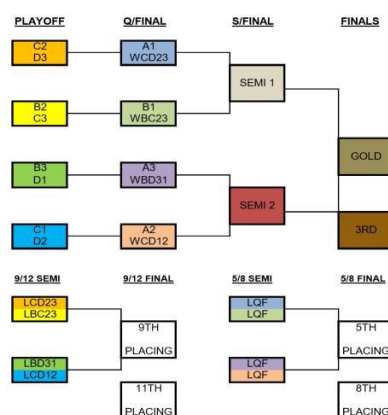 PLAYOFF Q/FINAL S/FINAL FINALS
C2 A1
D3 WCD23
SEMI 1
B2 B1
C3 WBC23
GOLD
B3 A3
D1 WBD31
SEMI 2
3RD
C1 A2
D2 WCD12
9/12 SEMI 9/12 FINAL 5/8 SEMI 5/8 FINAL
LCD23 LQF
LBC23 LQF
9TH 5TH
PLACING PLACING
LBD31 LQF
LCD12 LQF
11TH 8TH
PLACING PLACING